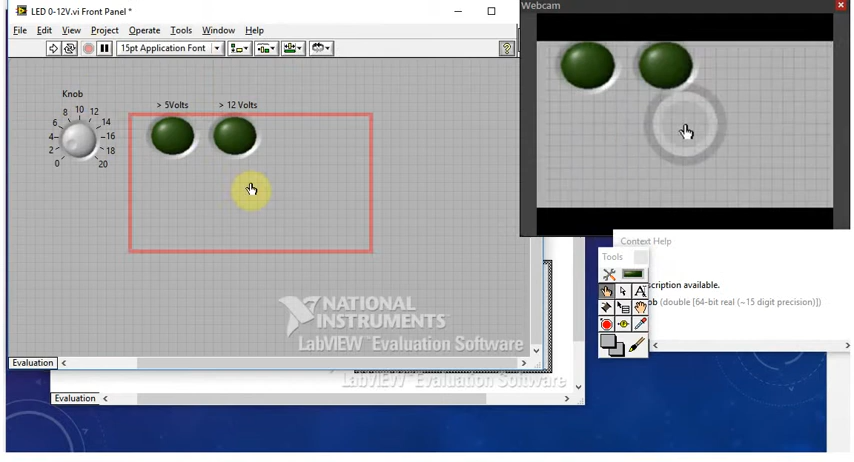 LED 0-12V.vi Front Panel *
File Edit View Project Operate Tools Window Help
15pt Application Font
Knob
0 2 4 6 8 10 12 14 16 18 20
> 5Volts
> 12 Volts
NATIONAL
INSTRUMENTS
LabVIEW™ Evaluation Software
Evaluation
LabVIEW Evaluation Software
Evaluation
Webcam
Context Help
Tools
scription available.
ob (double [64-bit real (~15 digit precision)])